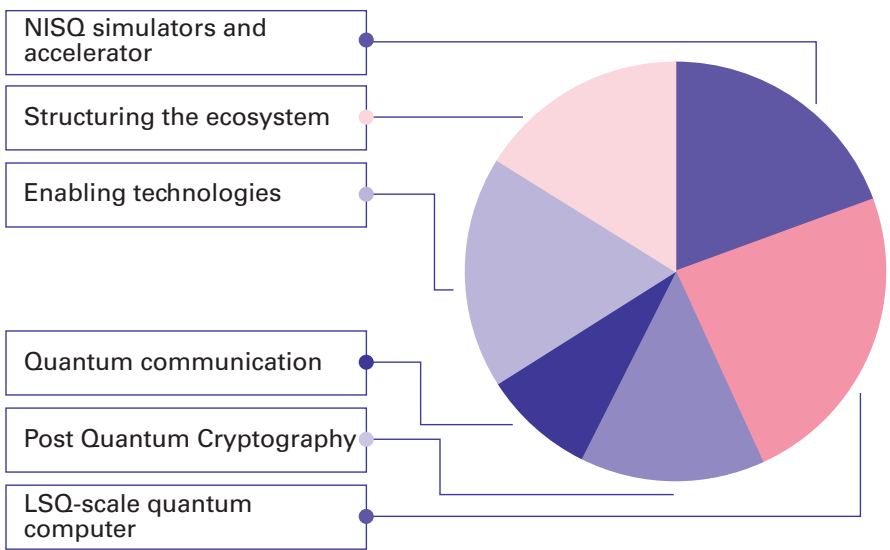 NISQ simulators and
accelerator
Structuring the ecosystem
Enabling technologies
Quantum communication
Post Quantum Cryptography
LSQ-scale quantum
computer